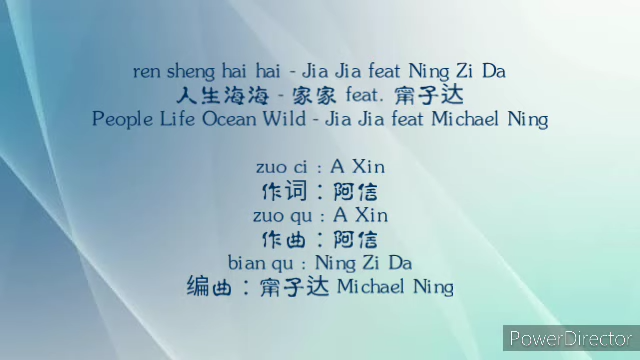 ren sheng hai hai - Jia Jia feat Ning Zi Da
人生海海 - 家家 feat. 甯子达
People Life Ocean Wild - Jia Jia feat Michael Ning
zuo ci : A Xin
作词：阿信
zuo qu : A Xin
作曲：阿信
bian qu : Ning Zi Da
编曲：甯子达 Michael Ning
PowerDirector